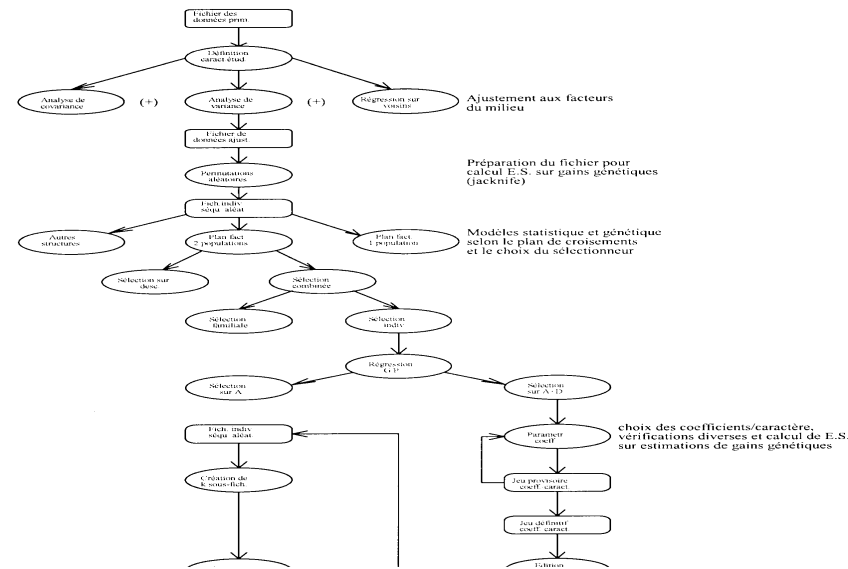 Fichier des
données prim.
Définition
caract étud
Analyse de
covariance
(+)
Analyse de
variance
(+)
Régression sur
voisins
Ajustement aux facteurs
du milieu
Fichier de
données ajust.
Permutations
aléatoires
Préparation du fichier pour
calcul E.S. sur gains génétiques
(jacknife)
Fich. indiv
séqu aléat
Autres
structures
Plan fact
2 populations
Plan fact
1 population
Modèles statistique et génétique
selon le plan de croisements
et le choix du sélectionneur
Sélection sur
desc
Sélection
combinée
Sélection
familiale
Sélection
indiv
Régression
G P
Sélection
sur A
Sélection
sur A + D
Fich. indiv
séqu aléat
Parametr
coeff
choix des coefficients/caractère,
vérifications diverses et calcul de E.S.
sur estimations de gains génétiques
Création de
k sous-fich.
Jeu provisoire
coeff. caract.
Jeu définitif
coeff caract.
Edition